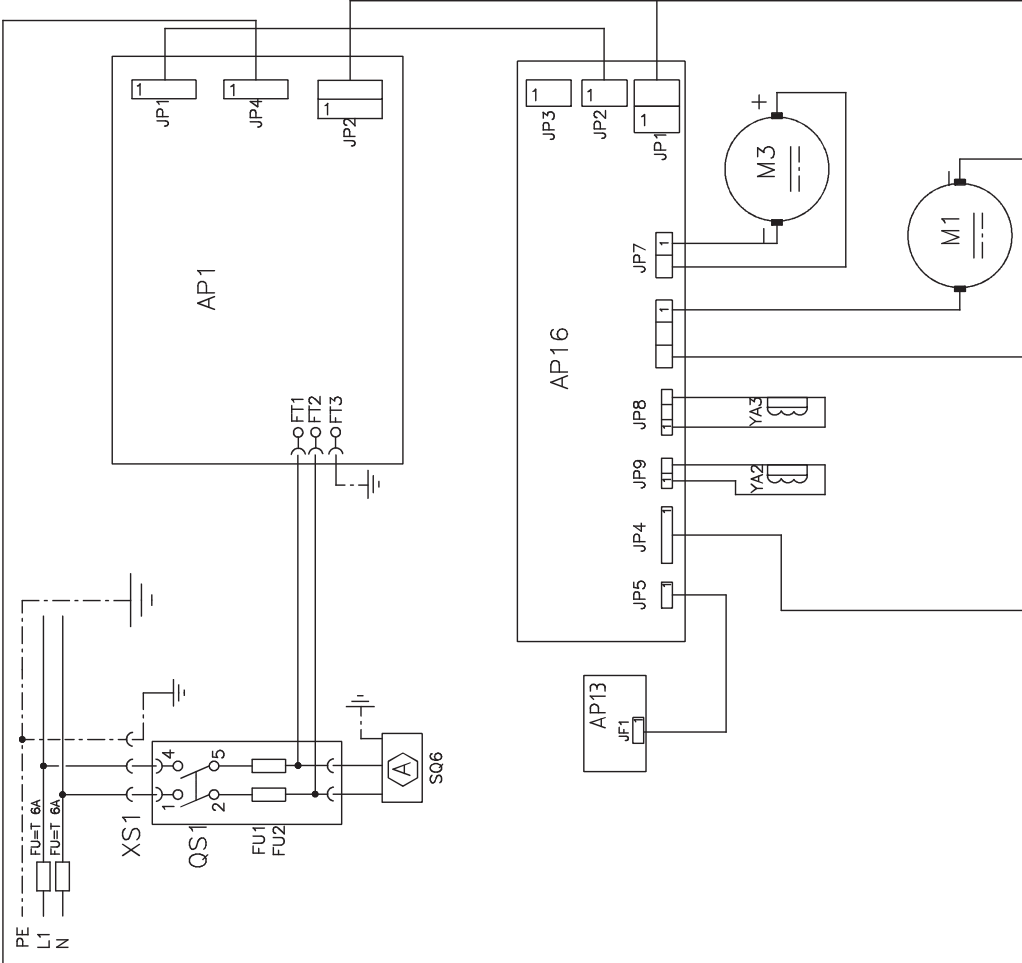 1
JP1
1
JP4
1
JP2
AP1
FT1
FT2
FT3
1
JP3
1
JP2
1
JP1
AP16
JP7
1
1
JP8
1
JP9
1
JP4
1
JP5
1
+
M3
M1
YA3
YA2
AP13
JF1
1
PE
L1
N
FU=T 6A
FU=T 6A
XS1
QS1
1
4
2
5
FU1
FU2
A
SQ6